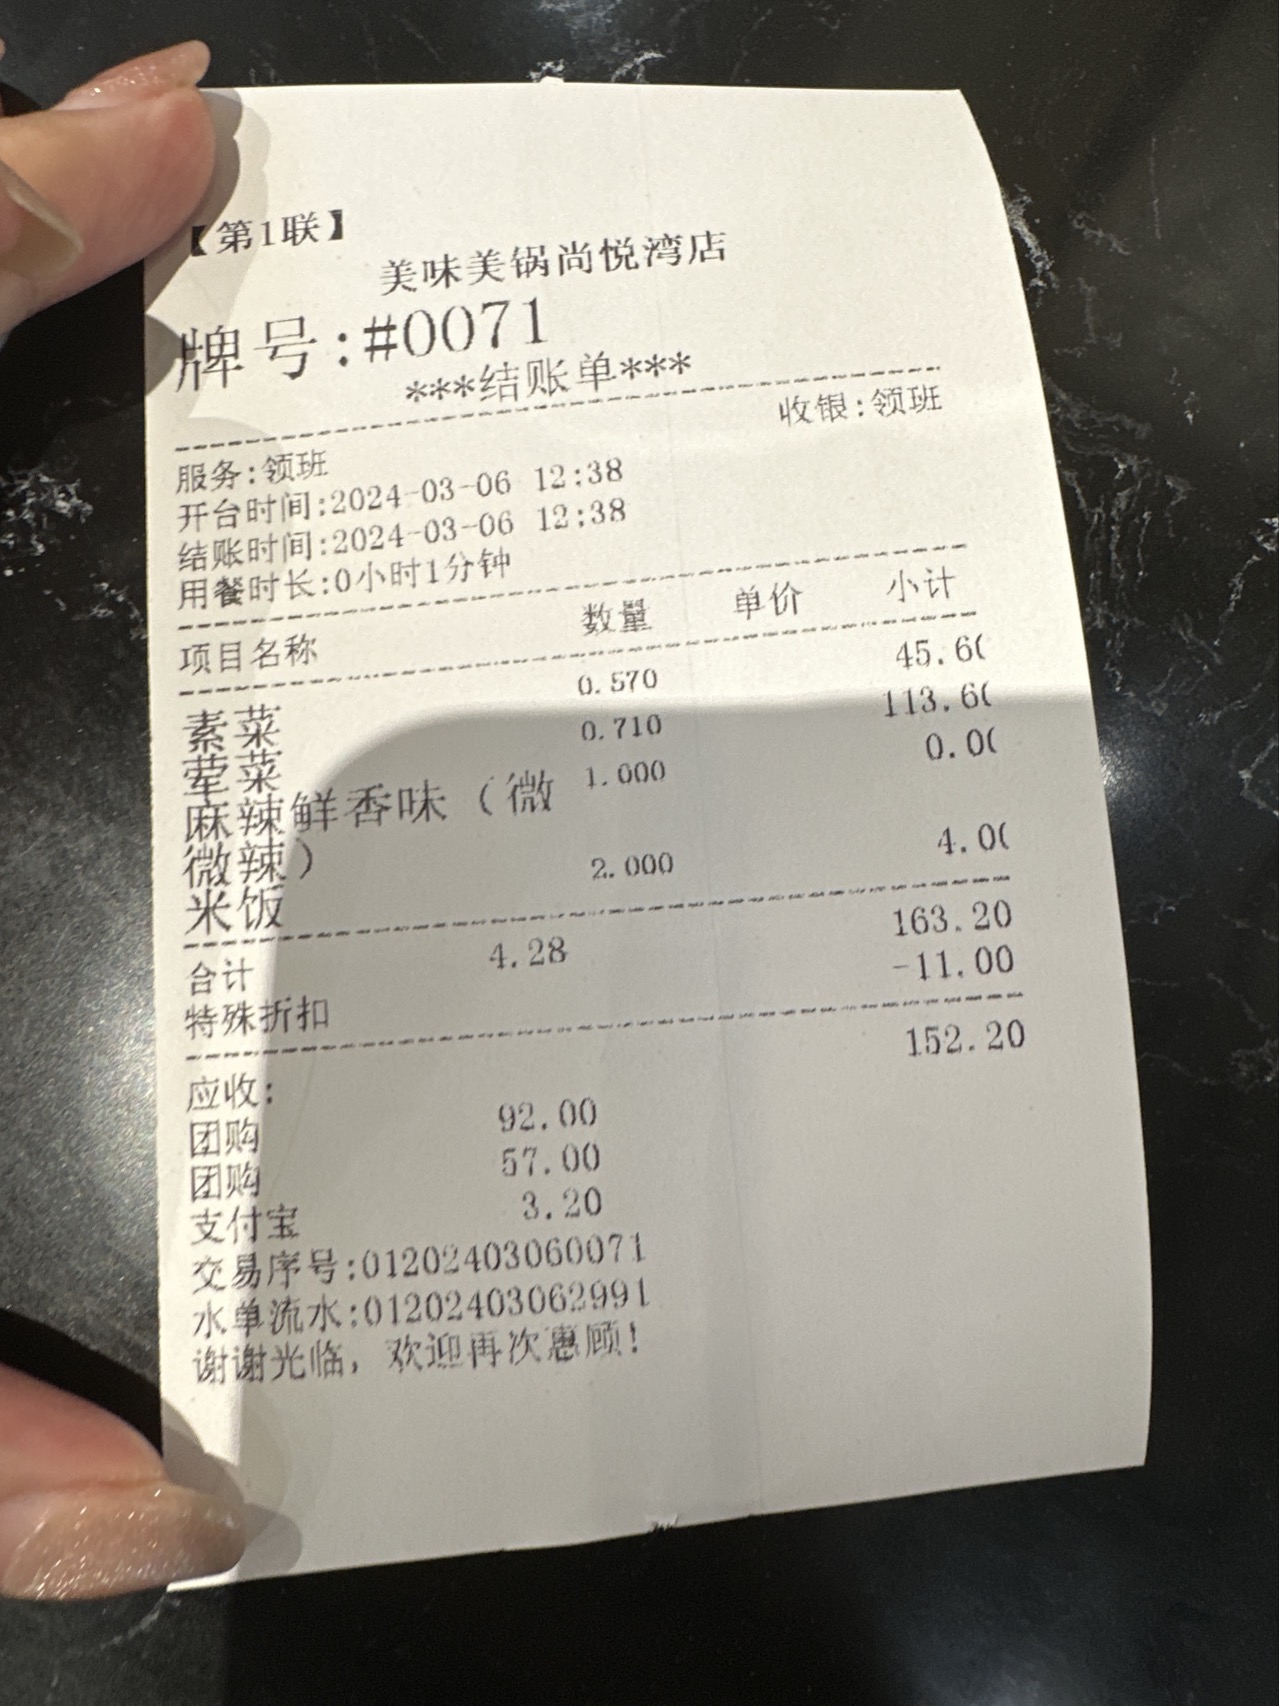 【第1联】
美味美锅尚悦湾店
牌号:#0071
***结账单***
收银:领班
服务:领班
开台时间:2024-03-06 12:38
结账时间:2024-03-06 12:38
用餐时长:0小时1分钟
项目名称 数量 单价 小计
素菜 0.570 45.6
荤菜 0.710 113.6
麻辣鲜香味（微 1.000 0.0
微辣）
米饭 2.000 4.0
合计 4.28 163.20
特殊折扣 -11.00
应收: 152.20
团购 92.00
团购 57.00
支付宝 3.20
交易序号:01202403060071
水单流水:01202403062991
谢谢光临，欢迎再次惠顾!